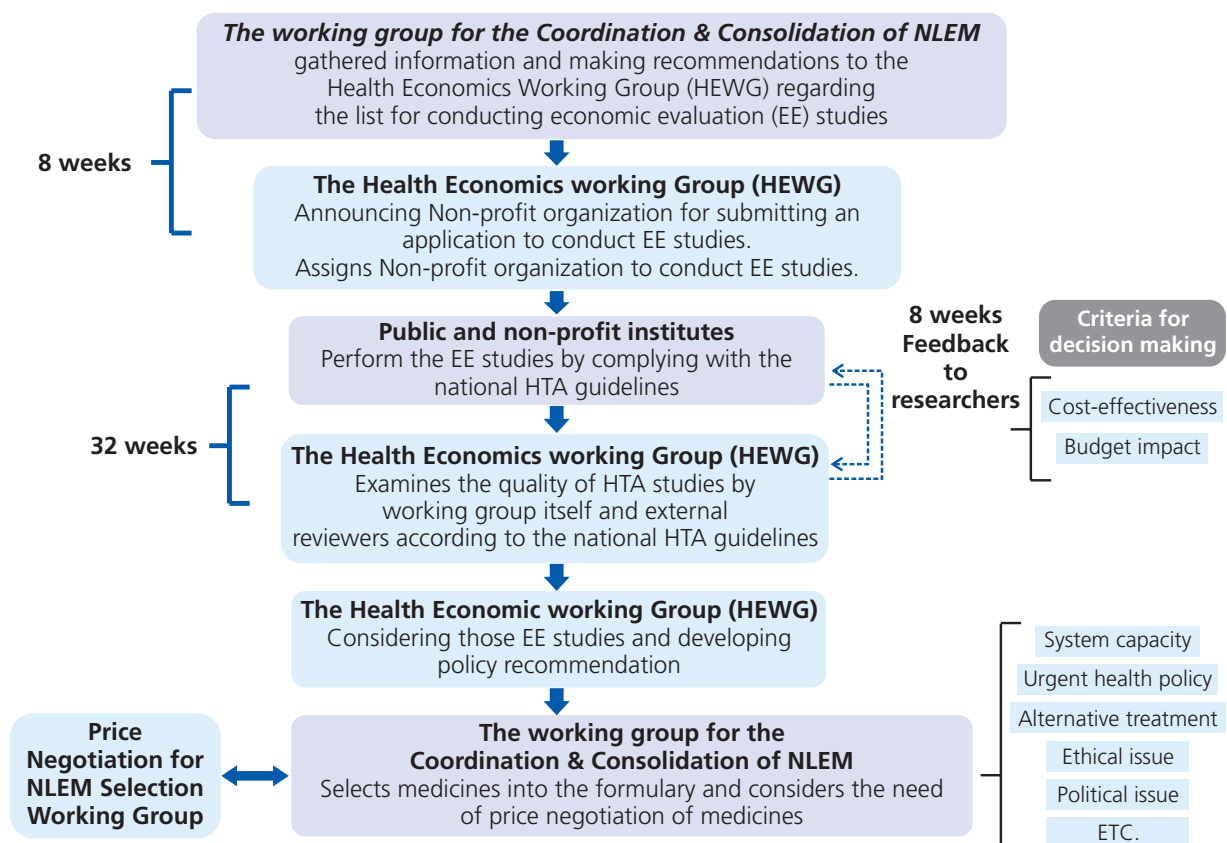 The working group for the Coordination & Consolidation of NLEM
gathered information and making recommendations to the
Health Economics Working Group (HEWG) regarding
the list for conducting economic evaluation (EE) studies
8 weeks
The Health Economics working Group (HEWG)
Announcing Non-profit organization for submitting an
application to conduct EE studies.
Assigns Non-profit organization to conduct EE studies.
Public and non-profit institutes
Perform the EE studies by complying with the
national HTA guidelines
8 weeks
Feedback
to
researchers
Criteria for
decision making
Cost-effectiveness
Budget impact
32 weeks
The Health Economics working Group (HEWG)
Examines the quality of HTA studies by
working group itself and external
reviewers according to the national HTA guidelines
The Health Economic working Group (HEWG)
Considering those EE studies and developing
policy recommendation
Price
Negotiation for
NLEM Selection
Working Group
The working group for the
Coordination & Consolidation of NLEM
Selects medicines into the formulary and considers the need
of price negotiation of medicines
System capacity
Urgent health policy
Alternative treatment
Ethical issue
Political issue
ETC.